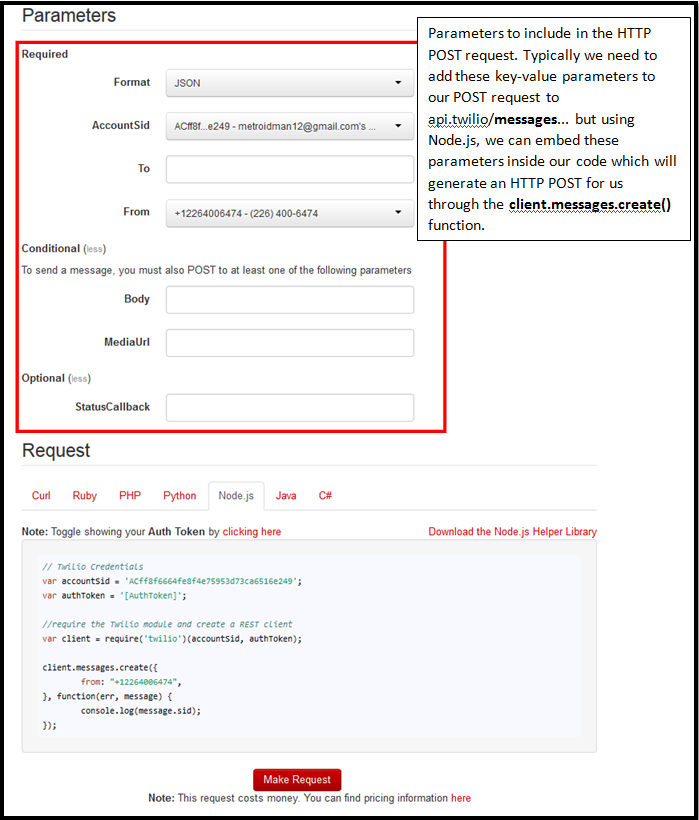 Parameters
Required
Format
JSON
AccountSid
ACff8f...e249 - metroidman12@gmail.com's ...
To
From
+12264006474 - (226) 400-6474
Conditional (less)
To send a message, you must also POST to at least one of the following parameters
Body
MediaUrl
Optional (less)
StatusCallback
Parameters to include in the HTTP
POST request. Typically we need to
add these key-value parameters to
our POST request to
api.twilio/messages... but using
Node.js, we can embed these
parameters inside our code which will
generate an HTTP POST for us
through the client.messages.create()
function.
Request
Curl
Ruby
PHP
Python
Node.js
Java
C#
Note: Toggle showing your Auth Token by clicking here
Download the Node.js Helper Library
// Twilio Credentials
var accountSid = 'ACff8f6664fe8f4e75953d73ca6516e249';
var authToken = '[AuthToken]';
//require the Twilio module and create a REST client
var client = require('twilio')(accountSid, authToken);
client.messages.create({
from: "+12264006474",
}, function(err, message) {
console.log(message.sid);
});
Make Request
Note: This request costs money. You can find pricing information here